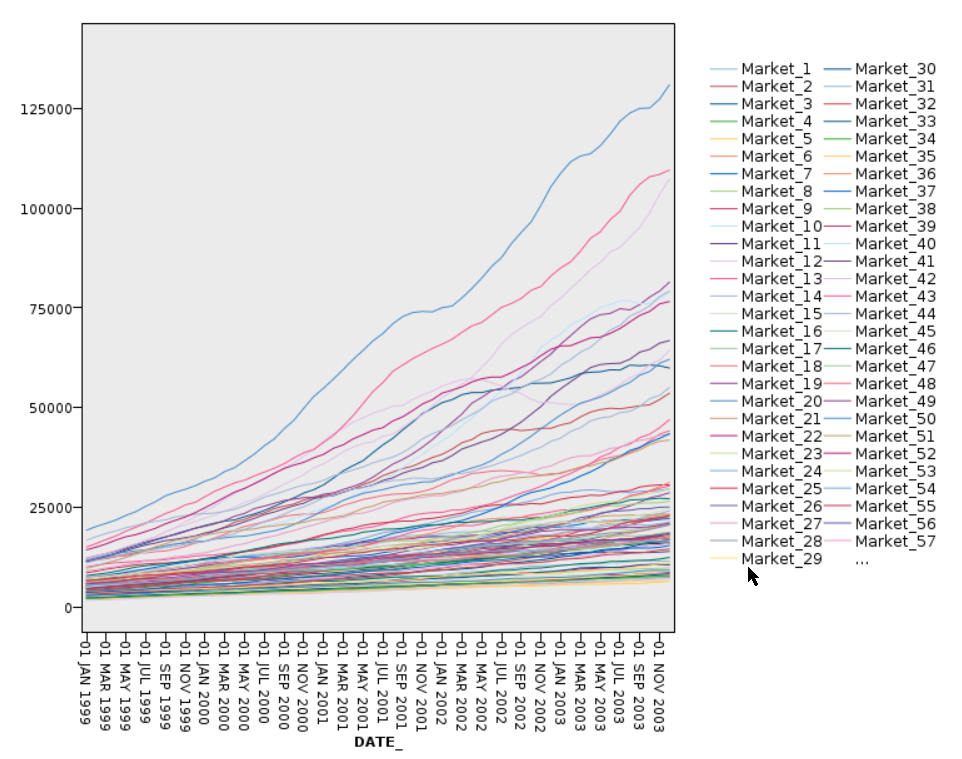 125000
100000
75000
50000
25000
0
01 JAN 1999
01 MAR 1999
01 MAY 1999
01 JUL 1999
01 SEP 1999
01 NOV 1999
01 JAN 2000
01 MAR 2000
01 MAY 2000
01 JUL 2000
01 SEP 2000
01 NOV 2000
01 JAN 2001
01 MAR 2001
01 MAY 2001
01 JUL 2001
01 SEP 2001
01 NOV 2001
01 JAN 2002
01 MAR 2002
01 MAY 2002
01 JUL 2002
01 SEP 2002
01 NOV 2002
01 JAN 2003
01 MAR 2003
01 MAY 2003
01 JUL 2003
01 SEP 2003
01 NOV 2003
DATE_
Market_1
Market_2
Market_3
Market_4
Market_5
Market_6
Market_7
Market_8
Market_9
Market_10
Market_11
Market_12
Market_13
Market_14
Market_15
Market_16
Market_17
Market_18
Market_19
Market_20
Market_21
Market_22
Market_23
Market_24
Market_25
Market_26
Market_27
Market_28
Market_29
Market_30
Market_31
Market_32
Market_33
Market_34
Market_35
Market_36
Market_37
Market_38
Market_39
Market_40
Market_41
Market_42
Market_43
Market_44
Market_45
Market_46
Market_47
Market_48
Market_49
Market_50
Market_51
Market_52
Market_53
Market_54
Market_55
Market_56
Market_57
...